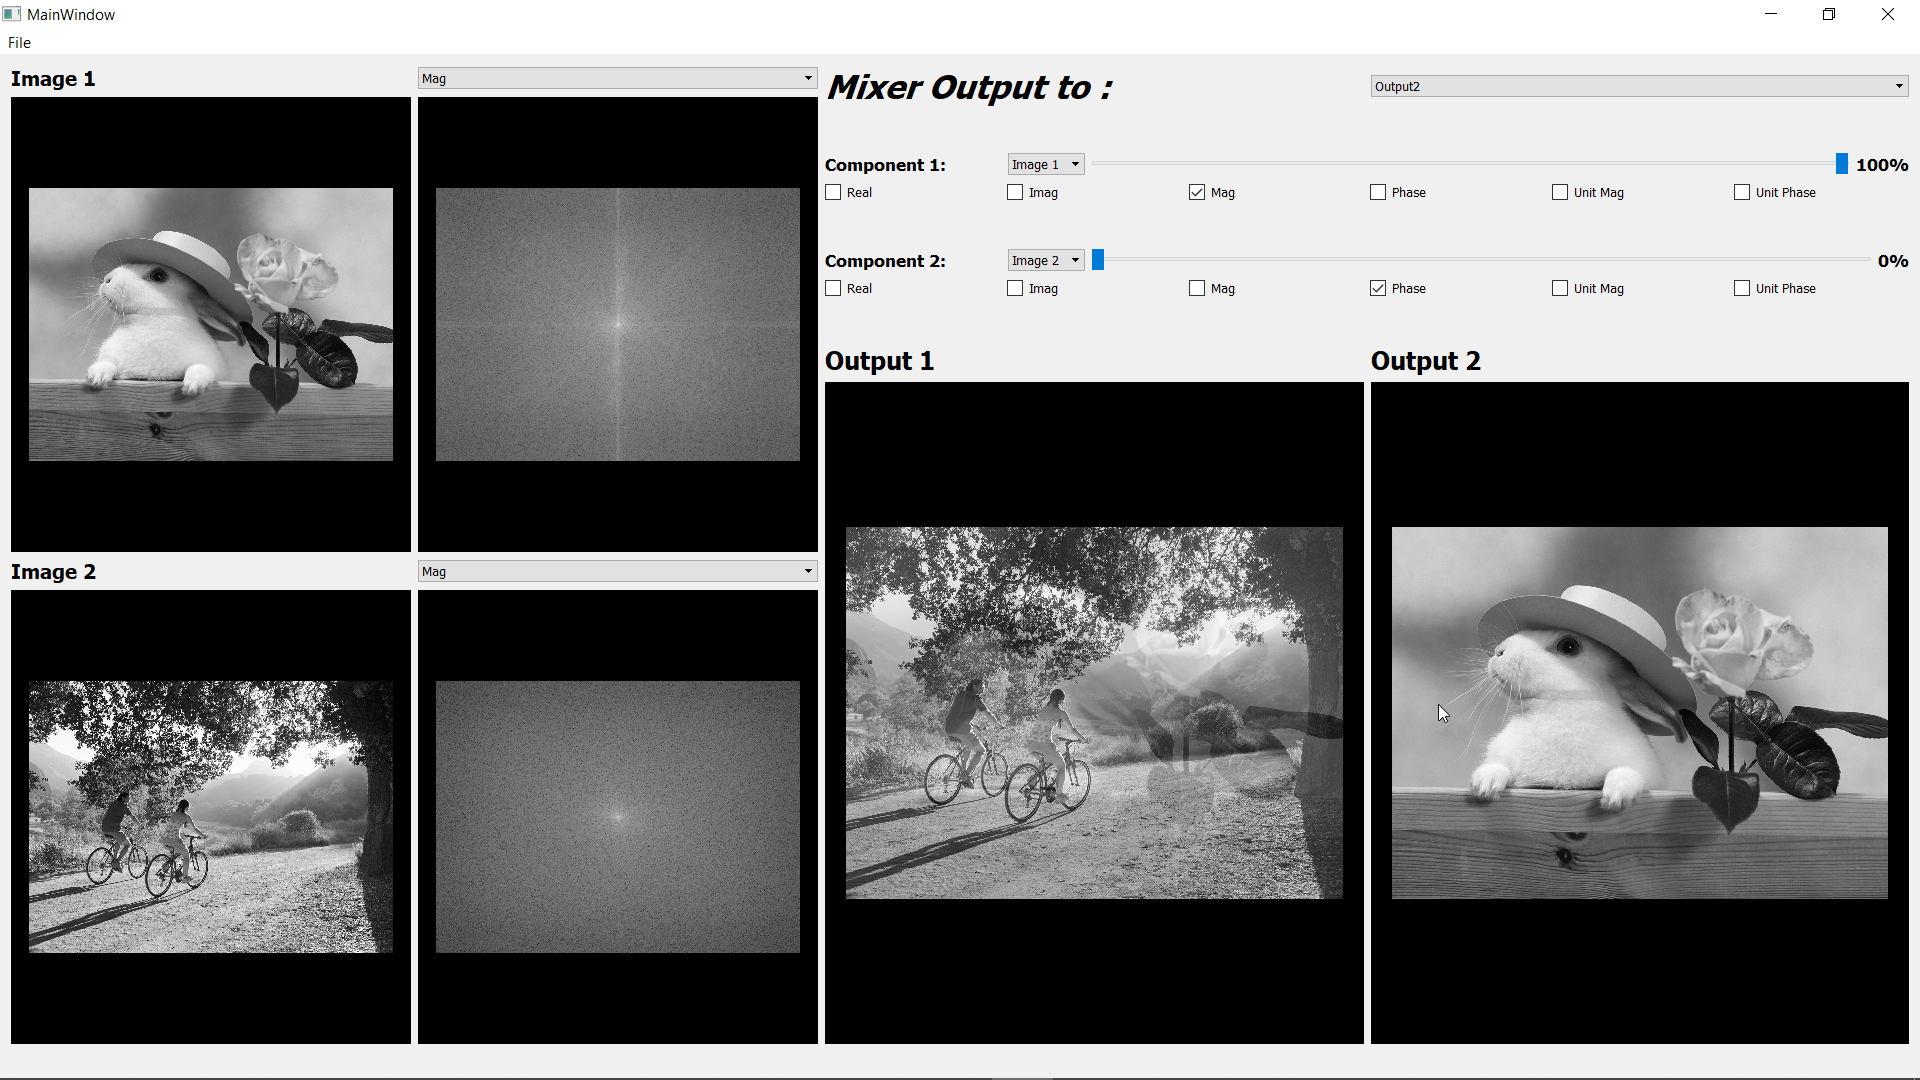 MainWindow
File
Image 1
Mag
Mixer Output to :
Output2
Component 1:
Image 1
100%
Real
Imag
Mag
Phase
Unit Mag
Unit Phase
Component 2:
Image 2
0%
Real
Imag
Mag
Phase
Unit Mag
Unit Phase
Output 1
Output 2
Image 2
Mag